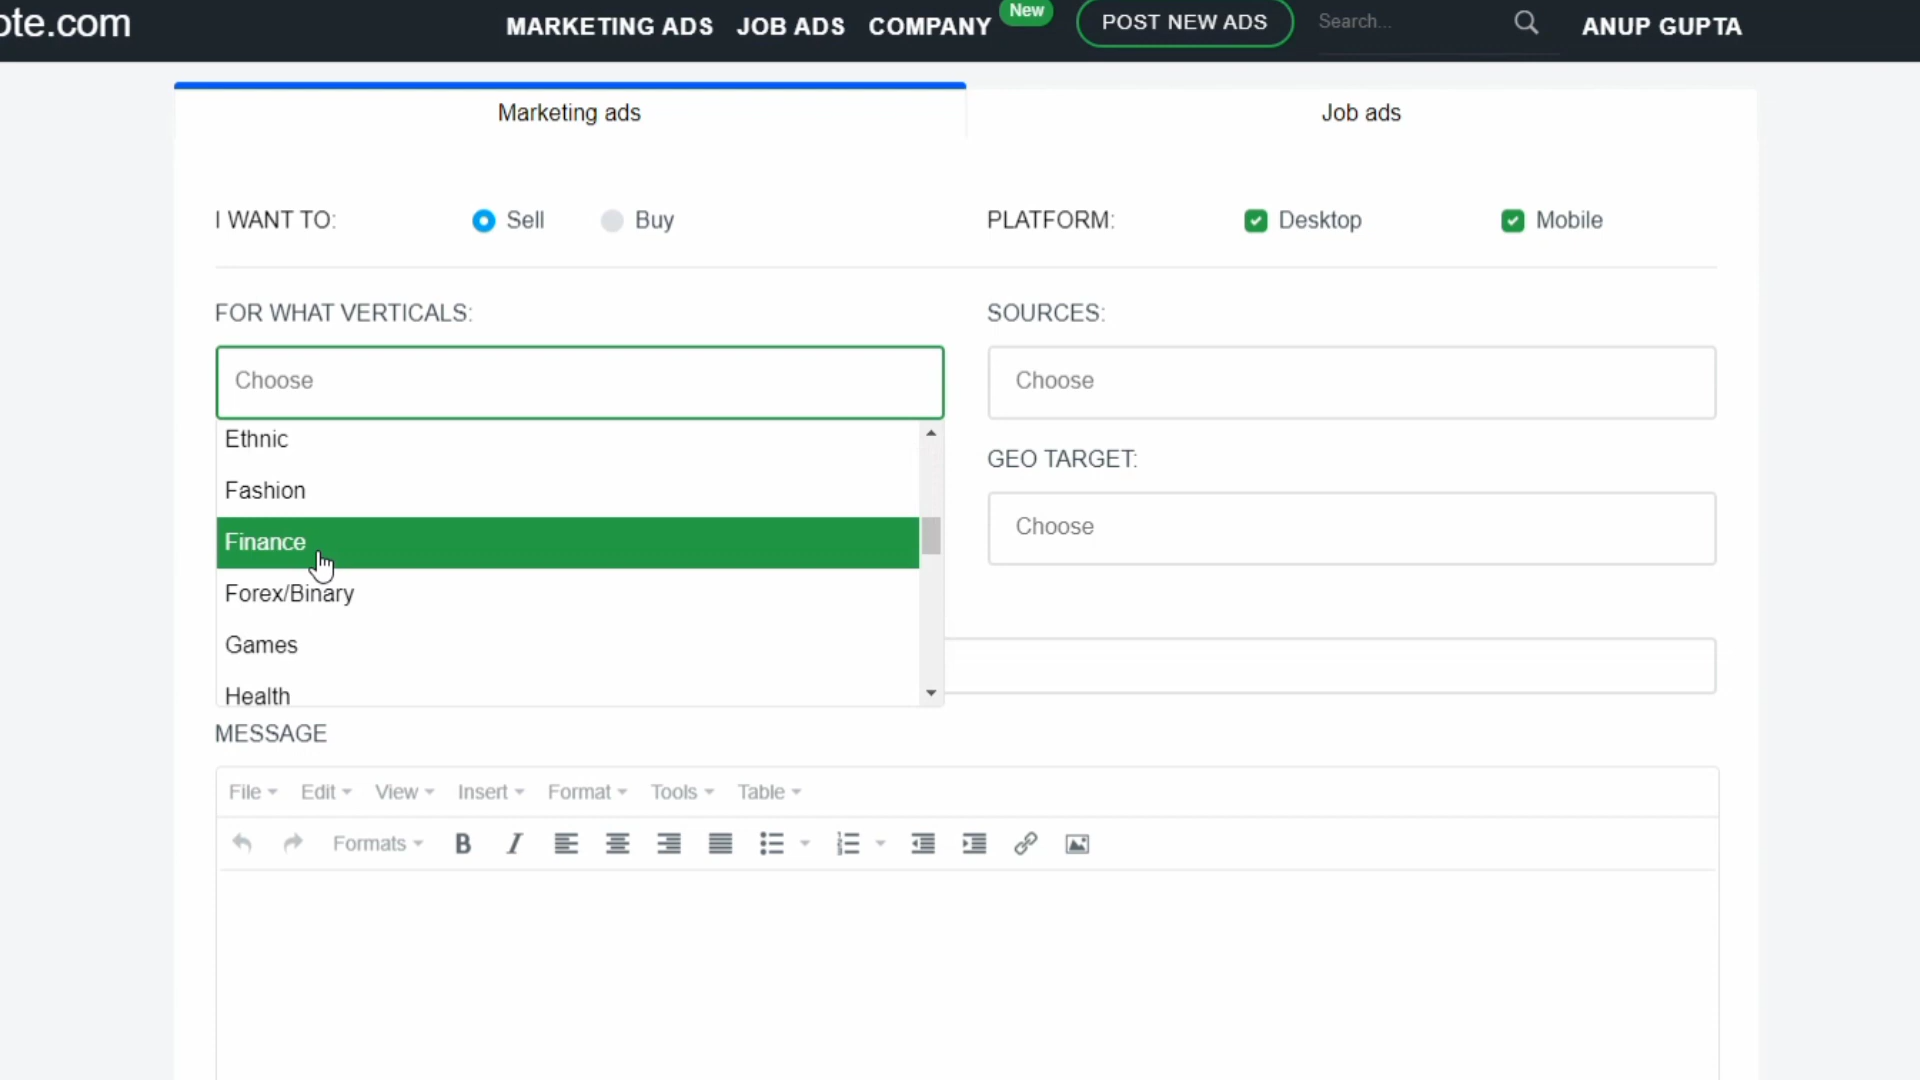 ote.com
MARKETING ADS JOB ADS COMPANY New POST NEW ADS Search... ANUP GUPTA
Marketing ads Job ads
I WANT TO: Sell Buy PLATFORM: Desktop Mobile
FOR WHAT VERTICALS: SOURCES:
Choose Choose
Ethnic
GEO TARGET:
Fashion
Choose
Finance
Forex/Binary
Games
Health
MESSAGE
File Edit View Insert Format Tools Table
Formats B I